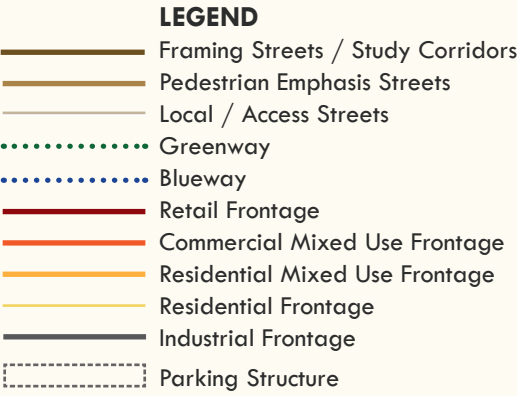 LEGEND
Framing Streets / Study Corridors
Pedestrian Emphasis Streets
Local / Access Streets
Greenway
Blueway
Retail Frontage
Commercial Mixed Use Frontage
Residential Mixed Use Frontage
Residential Frontage
Industrial Frontage
Parking Structure